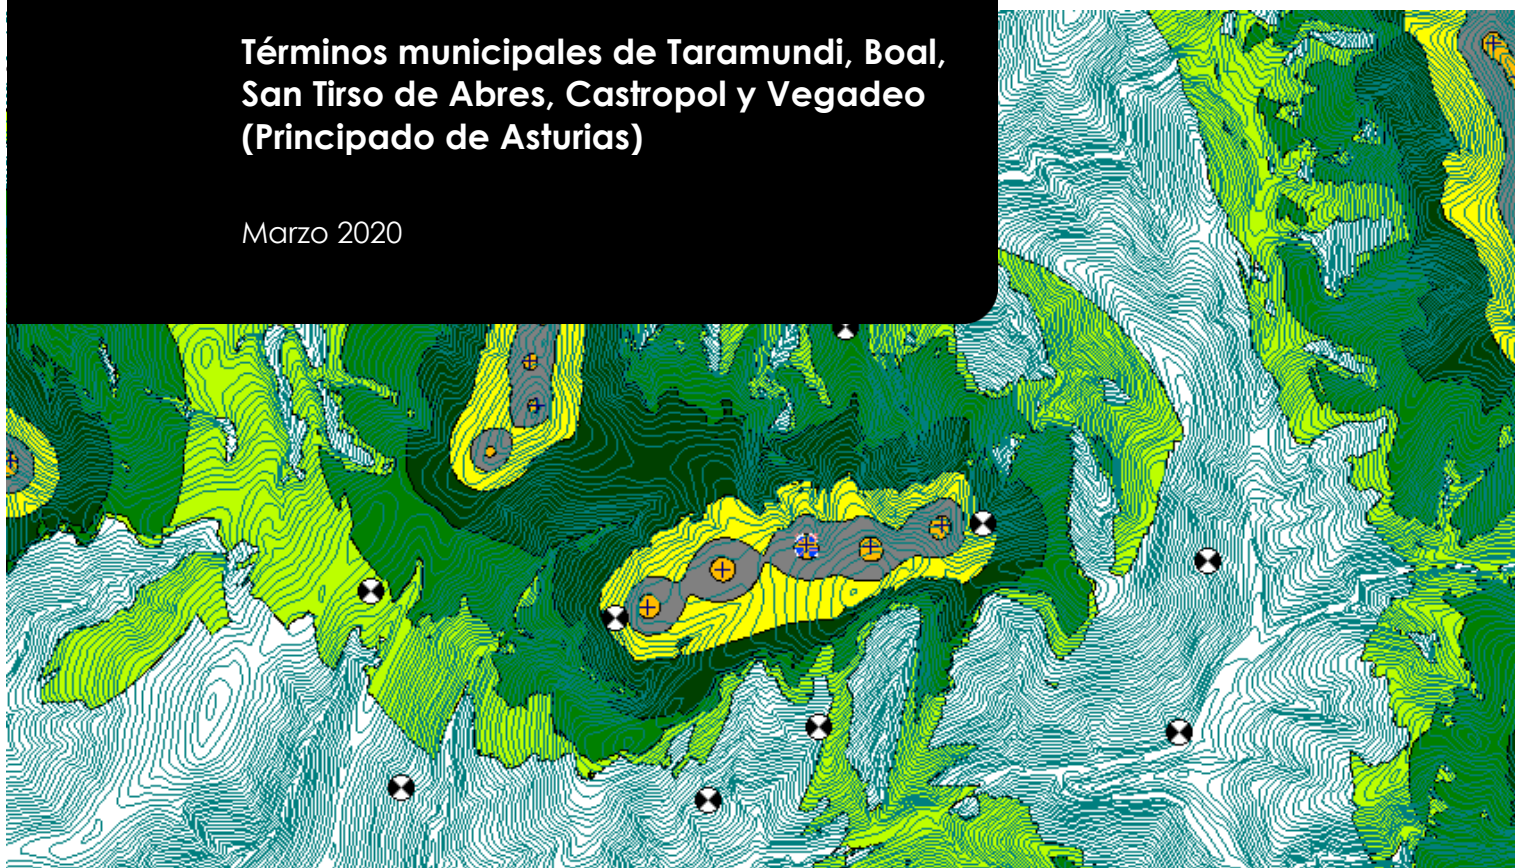 Términos municipales de Taramundi, Boal,
San Tirso de Abres, Castropol y Vegadeo
(Principado de Asturias)
Marzo 2020